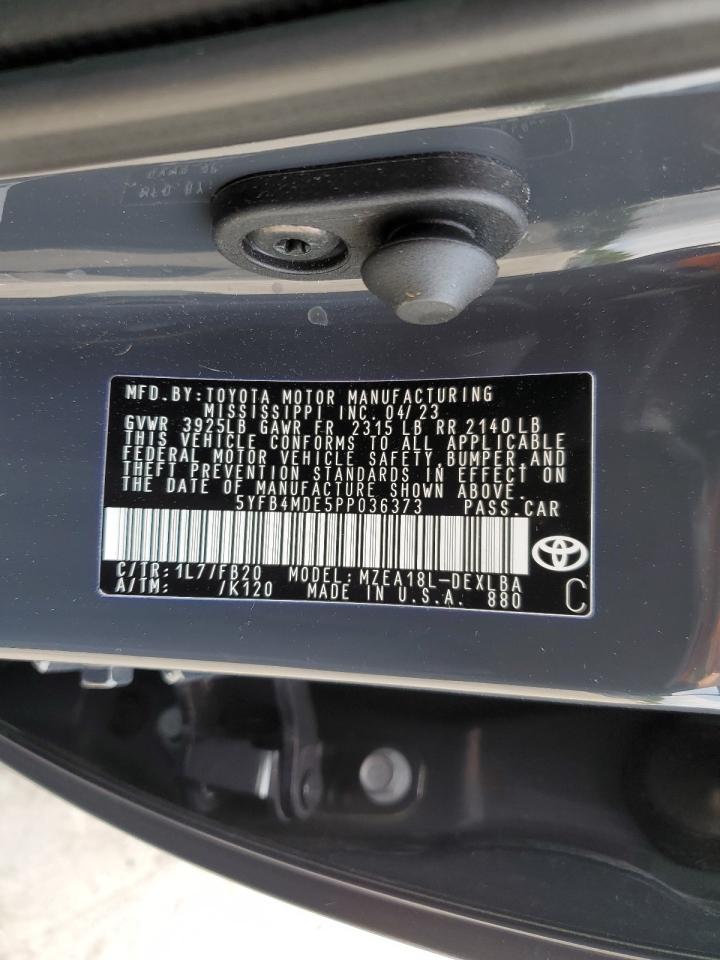 MFD.BY:TOYOTA MOTOR MANUFACTURING
MISSISSIPPI INC. 04/23
GVWR 3925LB GAWR FR 2315 LB RR 2140 LB
THIS VEHICLE CONFORMS TO ALL APPLICABLE
FEDERAL MOTOR VEHICLE SAFETY, BUMPER, AND
THEFT PREVENTION STANDARDS IN EFFECT ON
THE DATE OF MANUFACTURE SHOWN ABOVE.
5YFB4MDE5PP036373 PASS.CAR
C/TR: 1L7/FB20 MODEL: MZEA18L-DEXLBA
A/TM: /K120 MADE IN U.S.A. 880 C